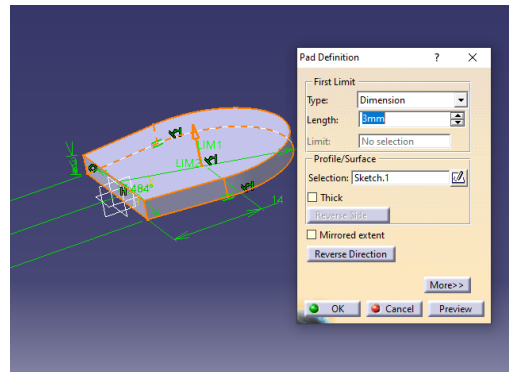 Pad Definition ? X
First Limit
Type: Dimension
Length: 3mm
Limit: No selection
Profile/Surface
Selection: Sketch.1
Thick
Reverse Side
Mirrored extent
Reverse Direction
More>>
OK Cancel Preview
LIM1
LIM2
V
H
14